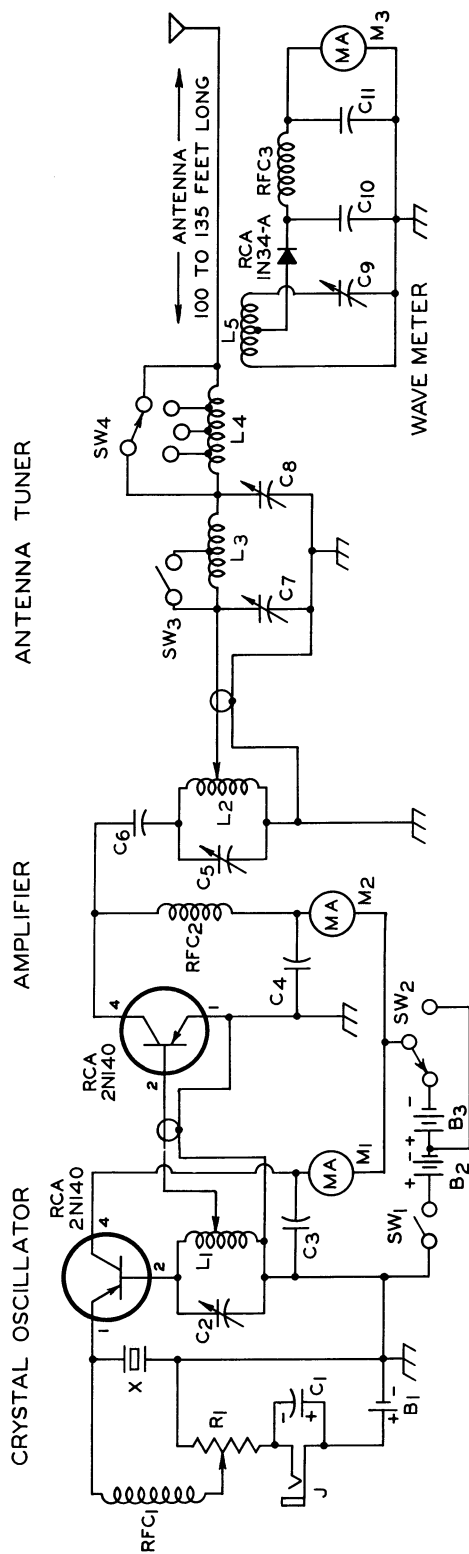 CRYSTAL OSCILLATOR
AMPLIFIER
ANTENNA TUNER
ANTENNA
100 TO 135 FEET LONG
WAVE METER
RCA
2N140
RCA
2N140
RCA
1N34-A
RFC1
X
R1
J
C1
- +
B1
+ -
1
2
4
C2
L1
C3
M1
MA
SW1
B2
+ -
B3
+ -
SW2
2
4
1
RFC2
C4
MA
M2
C6
C5
L2
SW3
L3
C7
C8
SW4
L4
L5
C9
C10
RFC3
C11
MA
M3